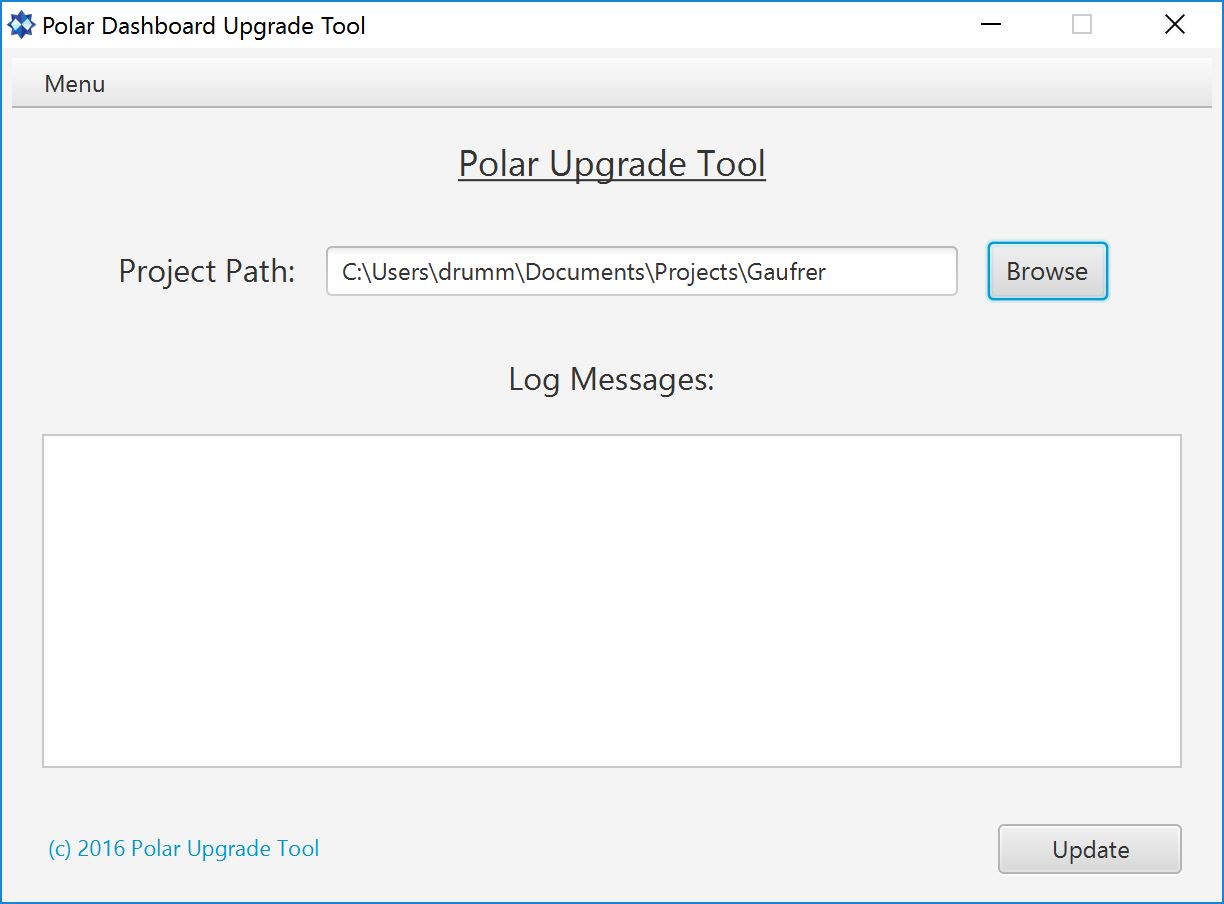 Polar Dashboard Upgrade Tool
Menu
Polar Upgrade Tool
Project Path: C:\Users\drumm\Documents\Projects\Gaufrer Browse
Log Messages:
(c) 2016 Polar Upgrade Tool Update